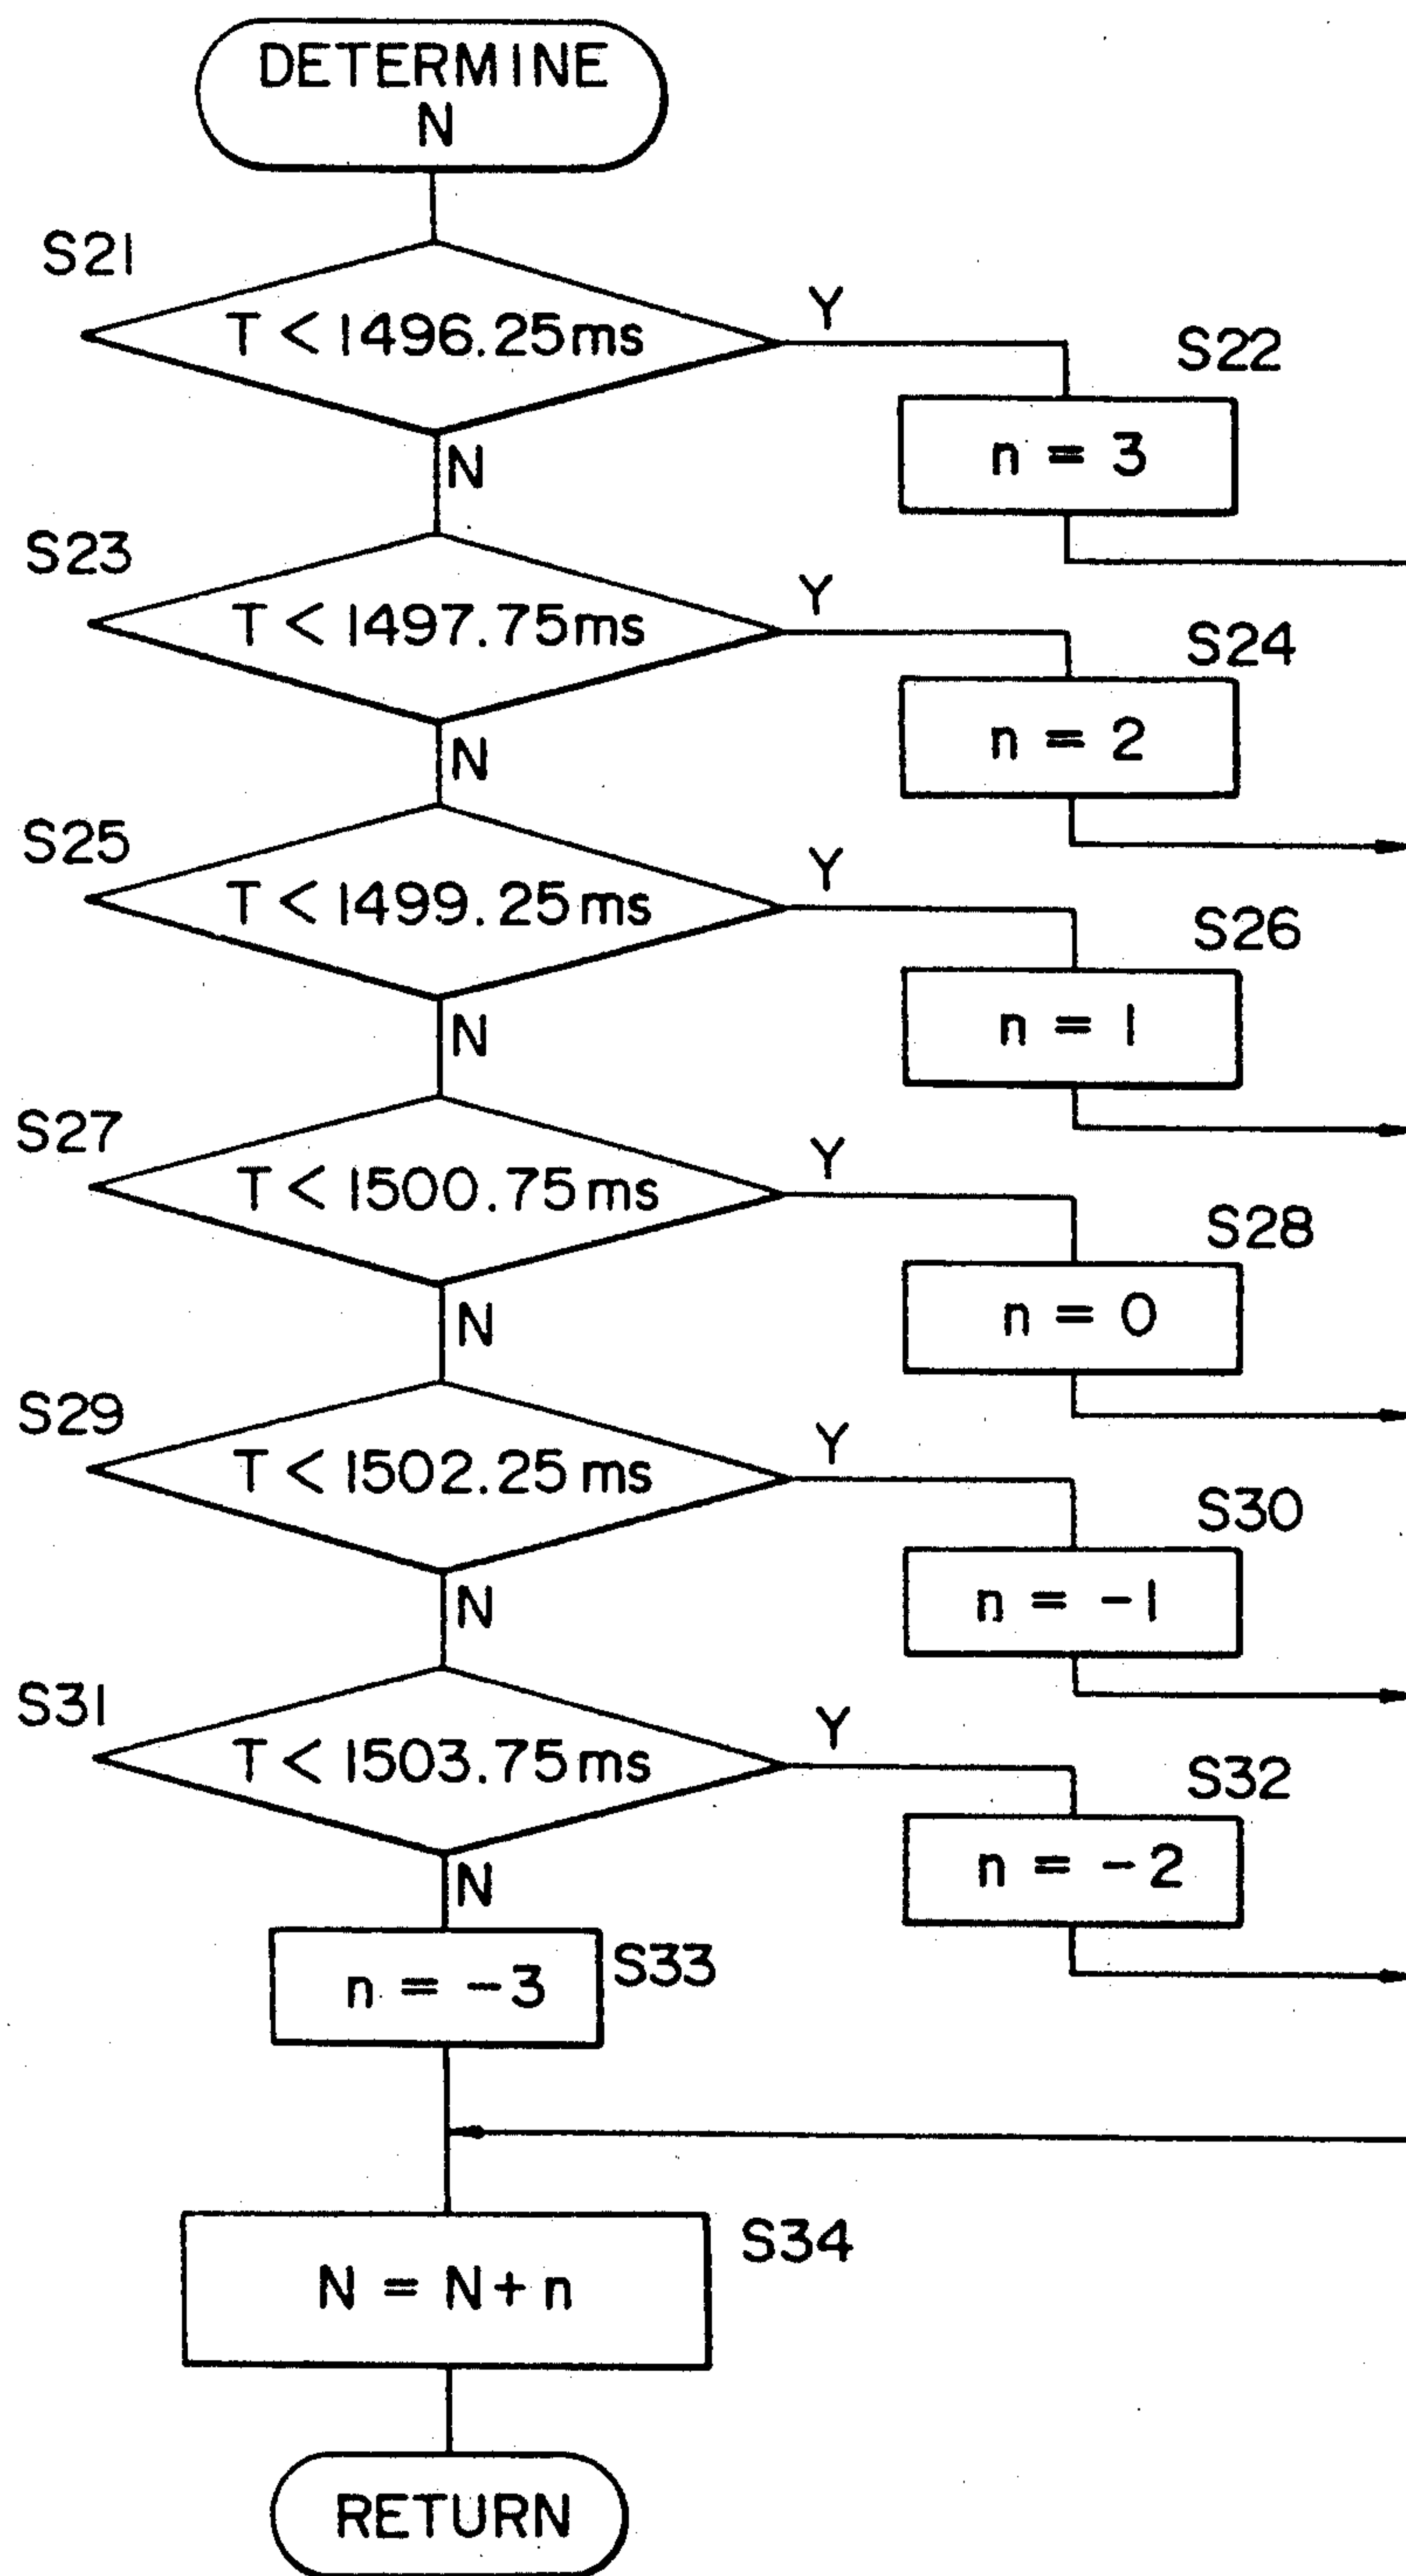 DETERMINE
N
S21
T < 1496.25ms
Y
S22
n = 3
N
S23
T < 1497.75ms
Y
S24
n = 2
N
S25
T < 1499.25ms
Y
S26
n = 1
N
S27
T < 1500.75ms
Y
S28
n = 0
N
S29
T < 1502.25ms
Y
S30
n = -1
N
S31
T < 1503.75ms
Y
S32
n = -2
N
n = -3
S33
S34
N = N+n
RETURN